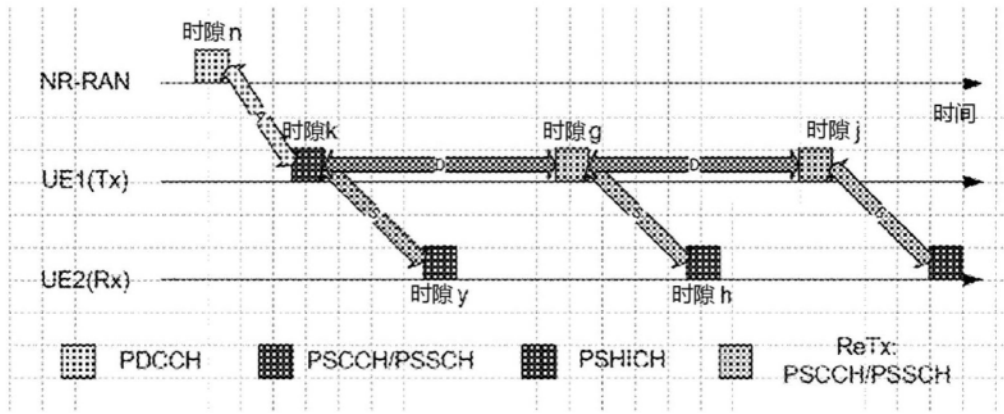 时隙 n
NR-RAN
时间
时隙k
时隙 g
时隙 j
UE1(Tx)
D
D
UE2(Rx)
时隙 y
时隙 h
PDCCH
PSCCH/PSSCH
PSHICH
ReTx:
PSCCH/PSSCH